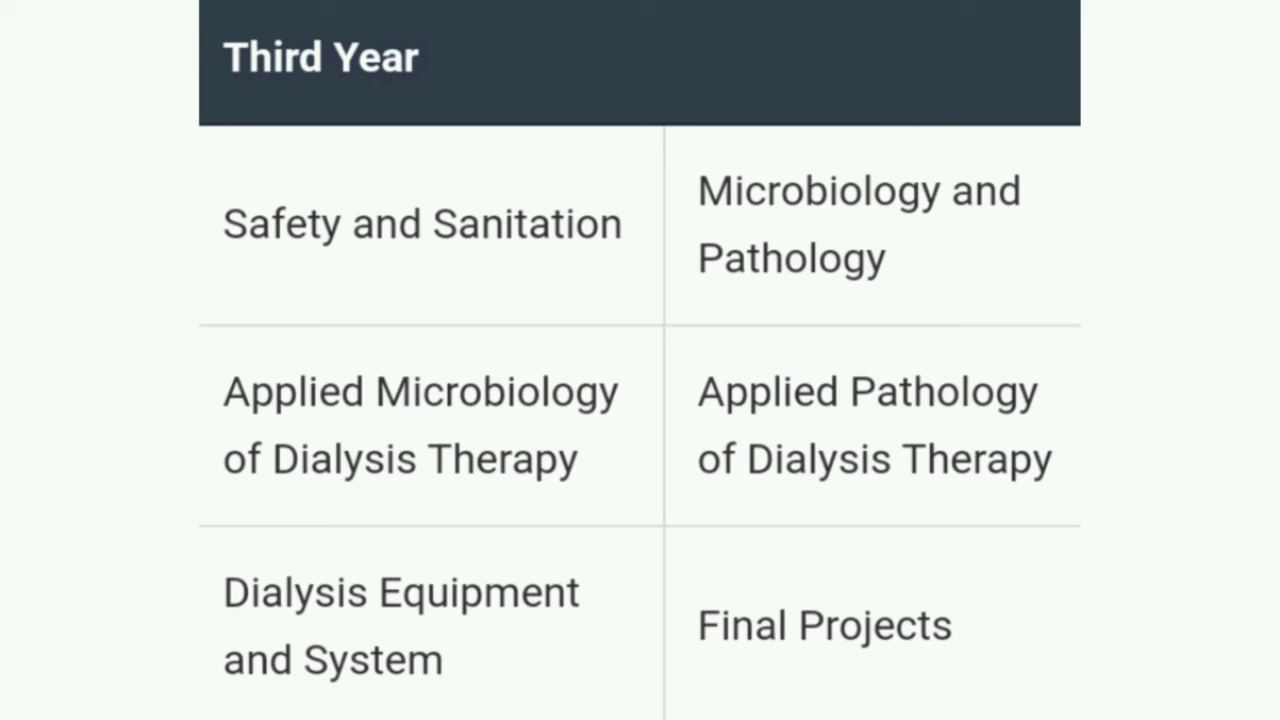 Third Year
Safety and Sanitation
Microbiology and
Pathology
Applied Microbiology
of Dialysis Therapy
Applied Pathology
of Dialysis Therapy
Dialysis Equipment
and System
Final Projects